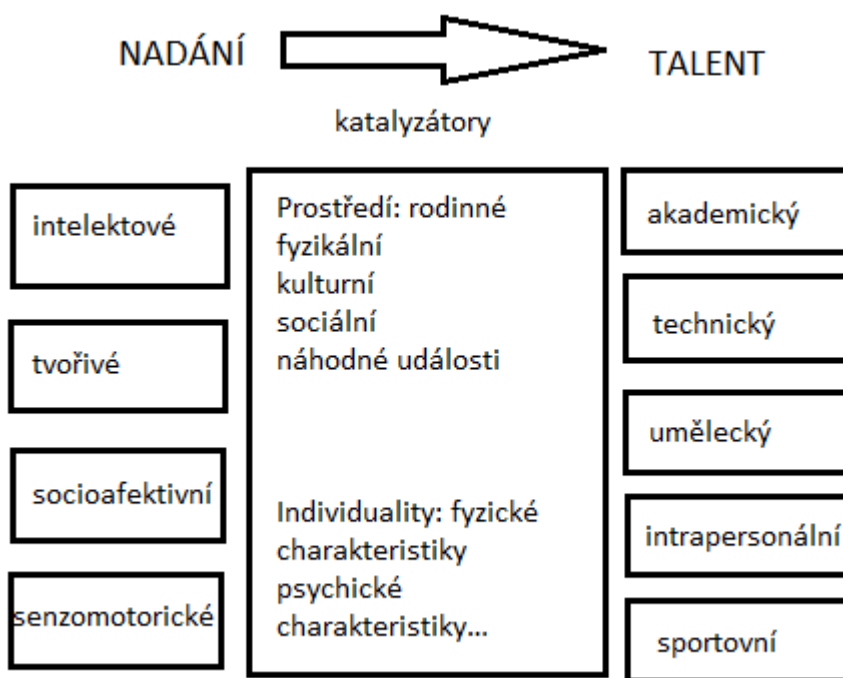 NADÁNÍ
TALENT
katalyzátory
intelektové
tvořivé
socioafektivní
senzomotorické
Prostředí: rodinné
fyzikální
kulturní
sociální
náhodné události
Individuality: fyzické
charakteristiky
psychické
charakteristiky...
akademický
technický
umělecký
intrapersonální
sportovní